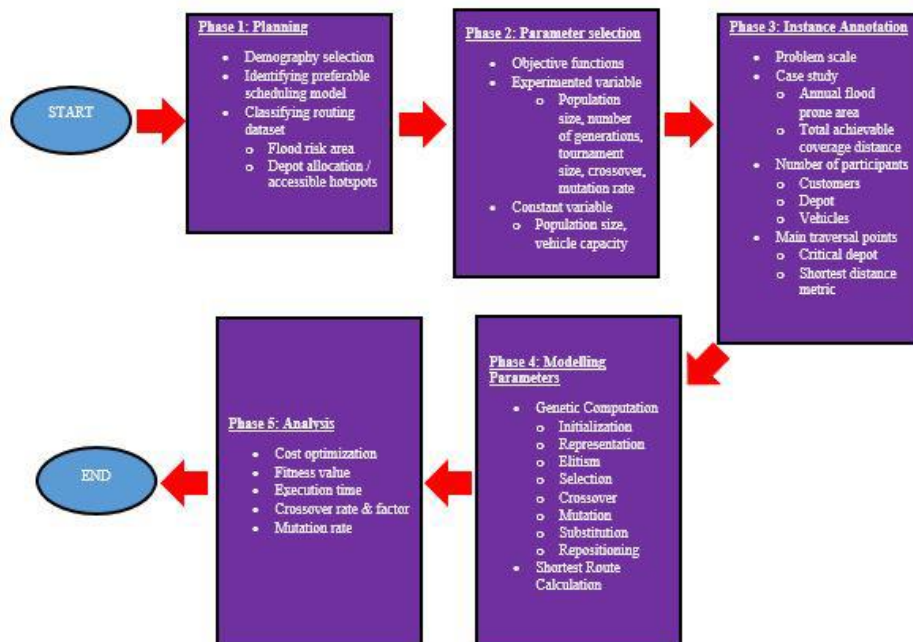 START
Phase 1: Planning
• Demography selection
• Identifying preferable
scheduling model
• Classifying routing
dataset
o Flood risk area
o Depot allocation /
accessible hotspots
Phase 2: Parameter selection
• Objective functions
• Experimented variable
o Population
size, number of
generations,
tournament
size, crossover,
mutation rate
• Constant variable
o Population size,
vehicle capacity
Phase 3: Instance Annotation
• Problem scale
• Case study
o Annual flood
prone area
o Total achievable
coverage distance
• Number of participants
o Customers
o Depot
o Vehicles
• Main traversal points
o Critical depot
o Shortest distance
metric
Phase 4: Modelling
Parameters
• Genetic Computation
o Initialization
o Representation
o Elitism
o Selection
o Crossover
o Mutation
o Substitution
o Repositioning
• Shortest Route
Calculation
Phase 5: Analysis
• Cost optimization
• Fitness value
• Execution time
• Crossover rate & factor
• Mutation rate
END